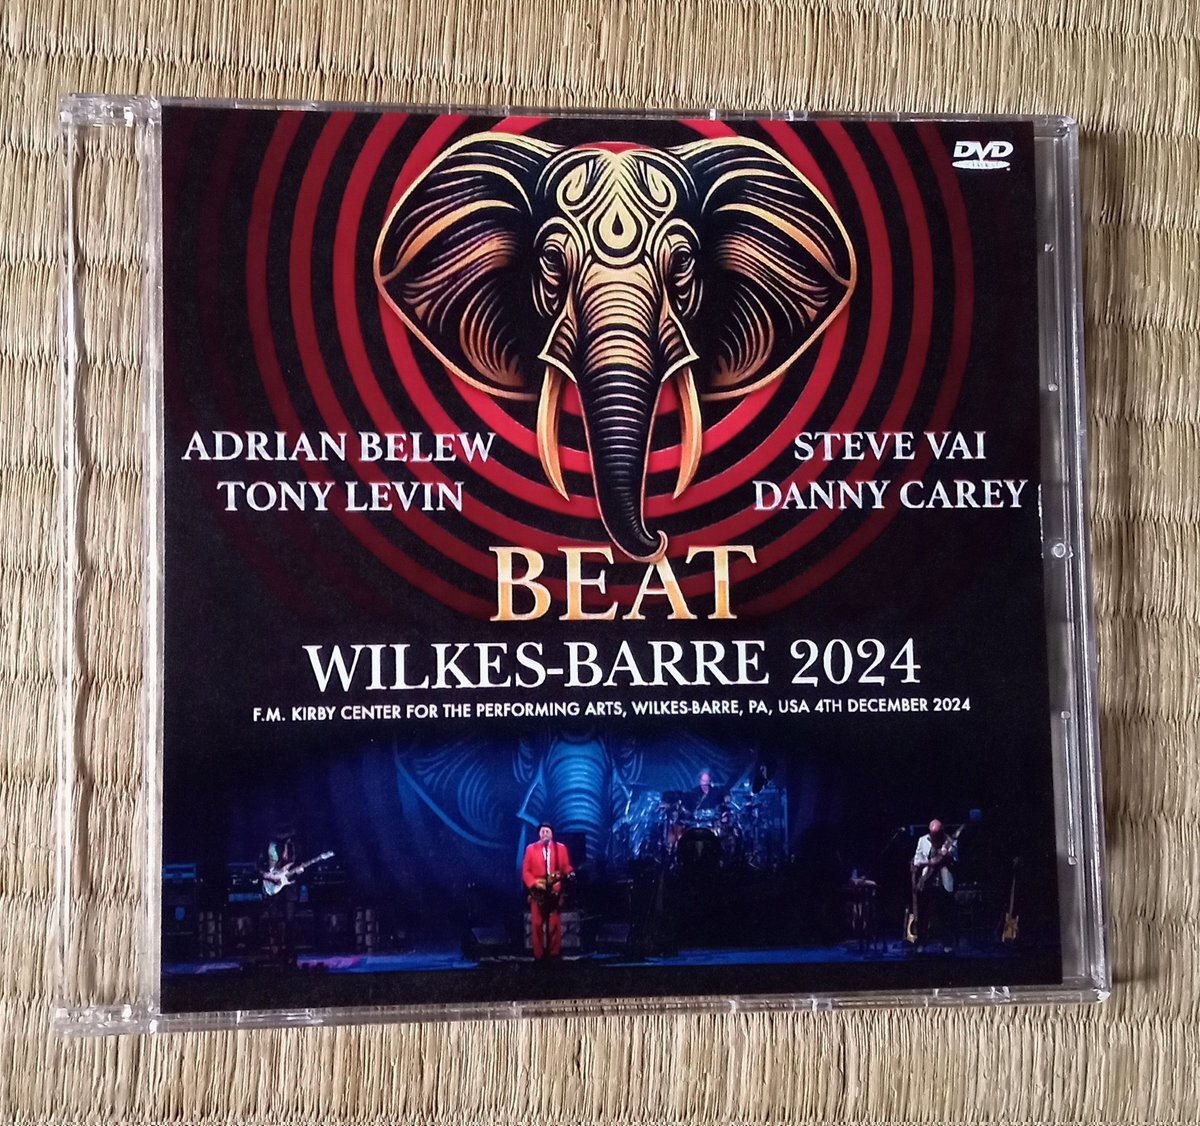 DVD
ADRIAN BELEW
TONY LEVIN
STEVE VAI
DANNY CAREY
BEAT
WILKES-BARRE 2024
F.M. KIRBY CENTER FOR THE PERFORMING ARTS, WILKES-BARRE, PA, USA 4TH DECEMBER 2024